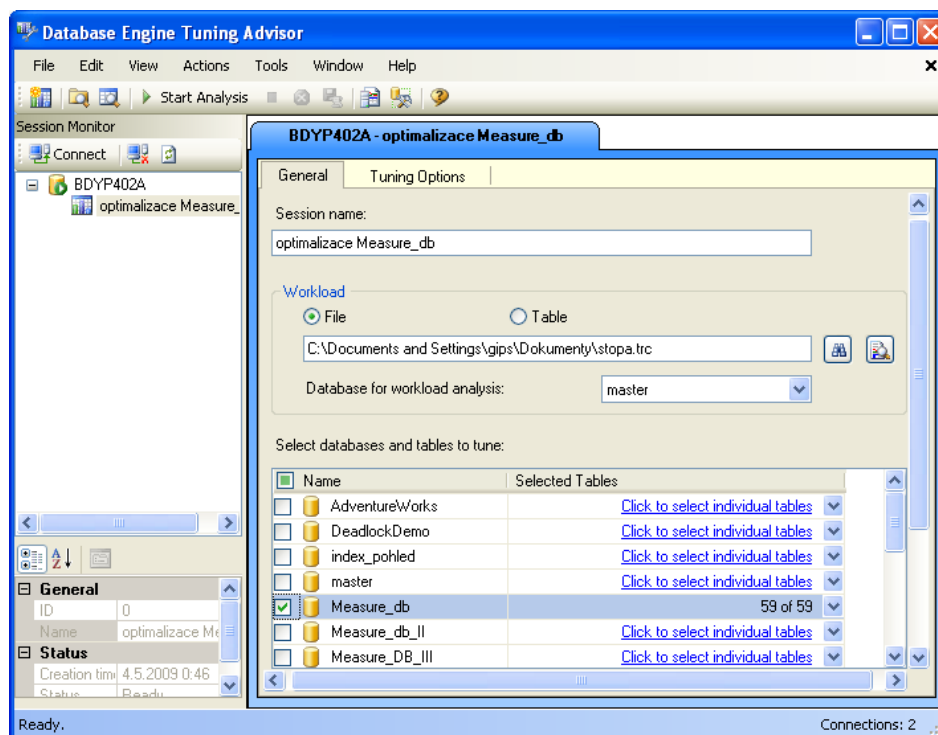 Database Engine Tuning Advisor
File Edit View Actions Tools Window Help
Start Analysis
Session Monitor
Connect
BDYP402A
optimalizace Measure_
BDYP402A - optimalizace Measure_db
General Tuning Options
Session name:
optimalizace Measure_db
Workload
File Table
C:\Documents and Settings\gips\Dokumenty\stopa.trc
Database for workload analysis: master
Select databases and tables to tune:
Name Selected Tables
AdventureWorks Click to select individual tables
DeadlockDemo Click to select individual tables
index_pohled Click to select individual tables
master Click to select individual tables
Measure_db 59 of 59
Measure_db_II Click to select individual tables
Measure_DB_III Click to select individual tables
General
ID 0
Name optimalizace Me
Status
Creation tim 4.5.2009 0:46
Status Ready
Ready. Connections: 2